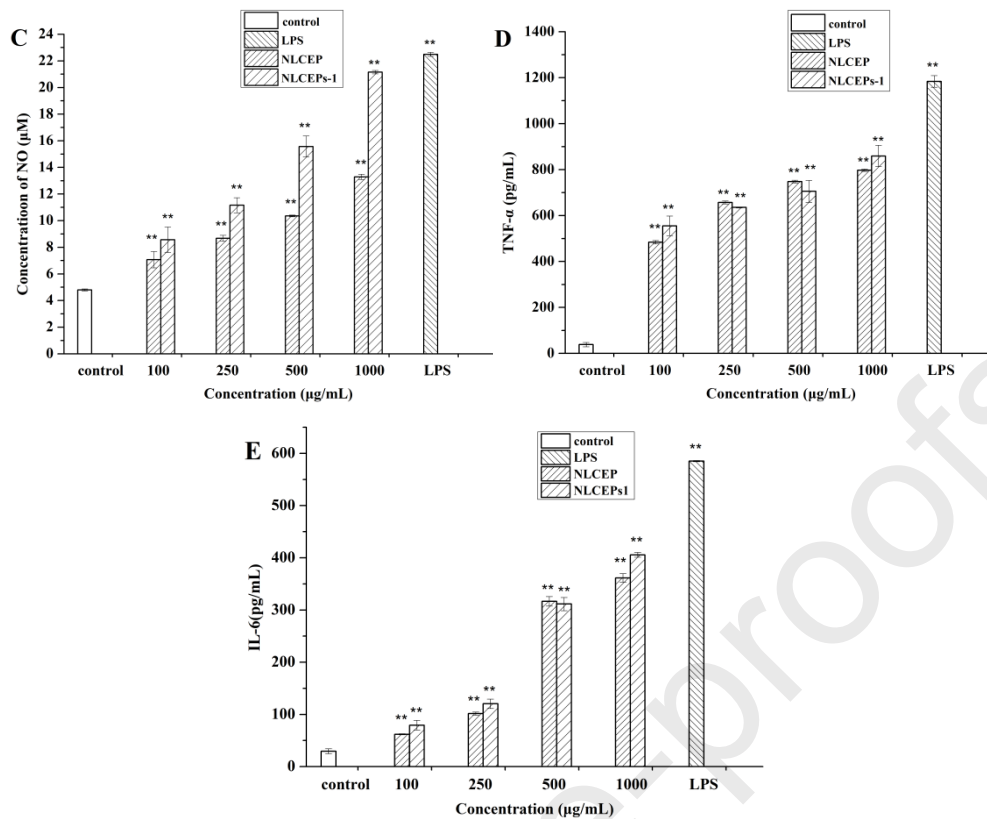 C
control
LPS
NLCEP
NLCEPs-1
Concentratioon of NO (μM)
24
22
20
18
16
14
12
10
8
6
4
2
0
**
**
**
**
**
**
**
**
**
control
100
250
500
1000
LPS
Concentration (μg/mL)
D
control
LPS
NLCEP
NLCEPs-1
TNF-α (pg/mL)
1400
1200
1000
800
600
400
200
0
**
**
**
**
**
**
**
**
**
control
100
250
500
1000
LPS
Concentration (μg/mL)
E
control
LPS
NLCEP
NLCEPs1
IL-6(pg/mL)
600
500
400
300
200
100
0
**
**
**
**
**
**
**
**
**
control
100
250
500
1000
LPS
Concentration (μg/mL)
e-proofs